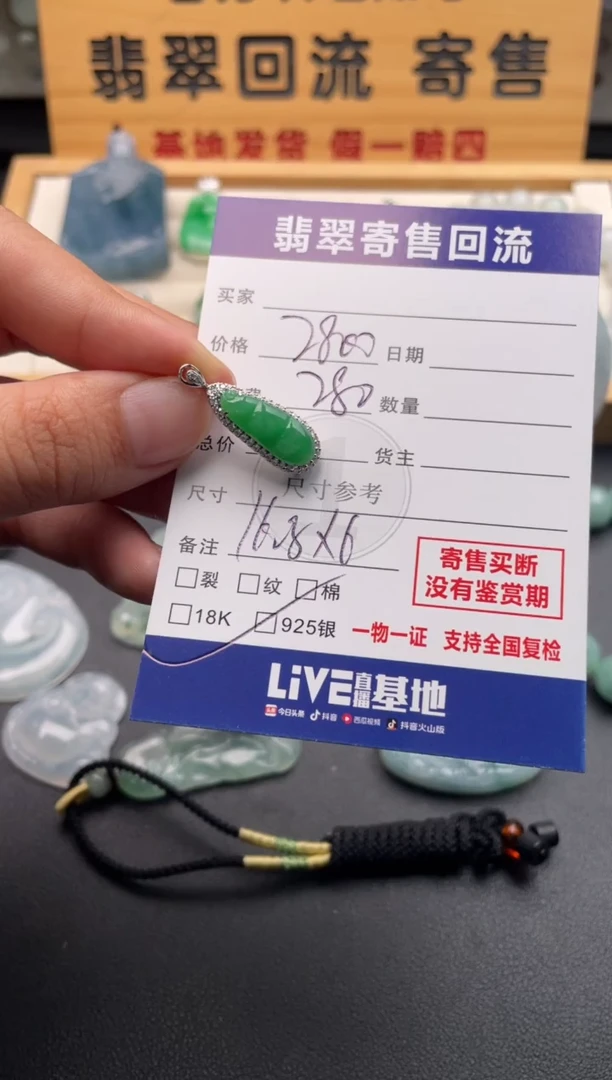 翡翠回流 寄售
基地发货 假一赔四
翡翠寄售回流
买家
价格 2800 日期
费 280 数量
总价 货主
尺寸 尺寸参考
备注 16.8×6
寄售买断
没有鉴赏期
裂 纹 棉
18K 925银
一物一证 支持全国复检
LiVE直播基地
今日头条 抖音 西瓜视频 抖音火山版